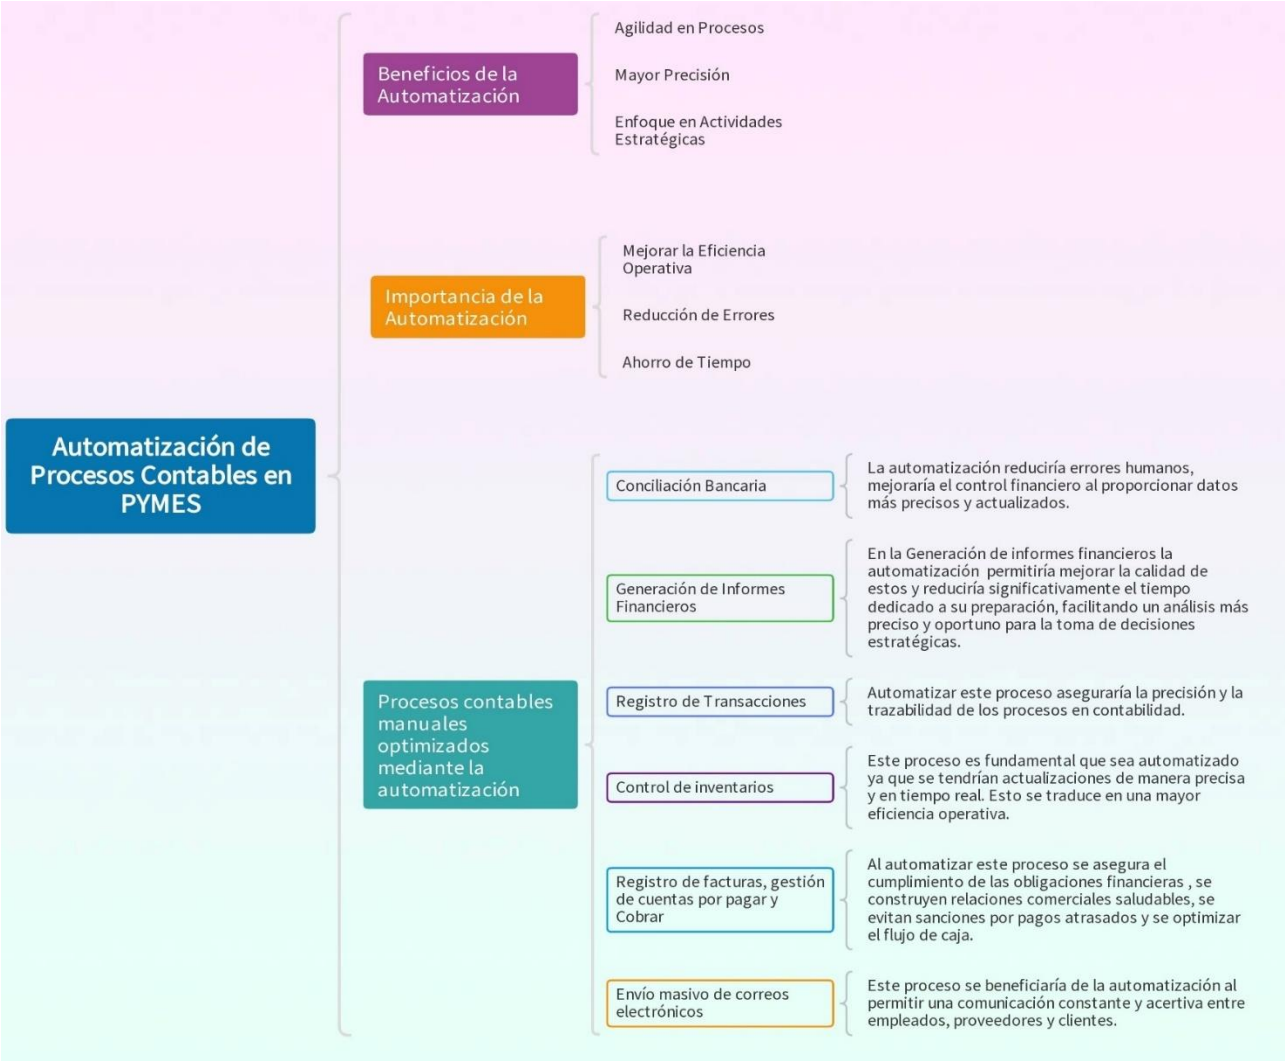 Automatización de
Procesos Contables en
PYMES
Beneficios de la
Automatización
Agilidad en Procesos
Mayor Precisión
Enfoque en Actividades
Estratégicas
Importancia de la
Automatización
Mejorar la Eficiencia
Operativa
Reducción de Errores
Ahorro de Tiempo
Procesos contables
manuales
optimizados
mediante la
automatización
Conciliación Bancaria
La automatización reduciría errores humanos,
mejoraría el control financiero al proporcionar datos
más precisos y actualizados.
Generación de Informes
Financieros
En la Generación de informes financieros la
automatización  permitiría mejorar la calidad de
estos y reduciría significativamente el tiempo
dedicado a su preparación, facilitando un análisis más
preciso y oportuno para la toma de decisiones
estratégicas.
Registro de Transacciones
Automatizar este proceso aseguraría la precisión y la
trazabilidad de los procesos en contabilidad.
Control de inventarios
Este proceso es fundamental que sea automatizado
ya que se tendrían actualizaciones de manera precisa
y en tiempo real. Esto se traduce en una mayor
eficiencia operativa.
Registro de facturas, gestión
de cuentas por pagar y
Cobrar
Al automatizar este proceso se asegura el
cumplimiento de las obligaciones financieras , se
construyen relaciones comerciales saludables, se
evitan sanciones por pagos atrasados y se optimizar
el flujo de caja.
Envío masivo de correos
electrónicos
Este proceso se beneficiaría de la automatización al
permitir una comunicación constante y acertiva entre
empleados, proveedores y clientes.